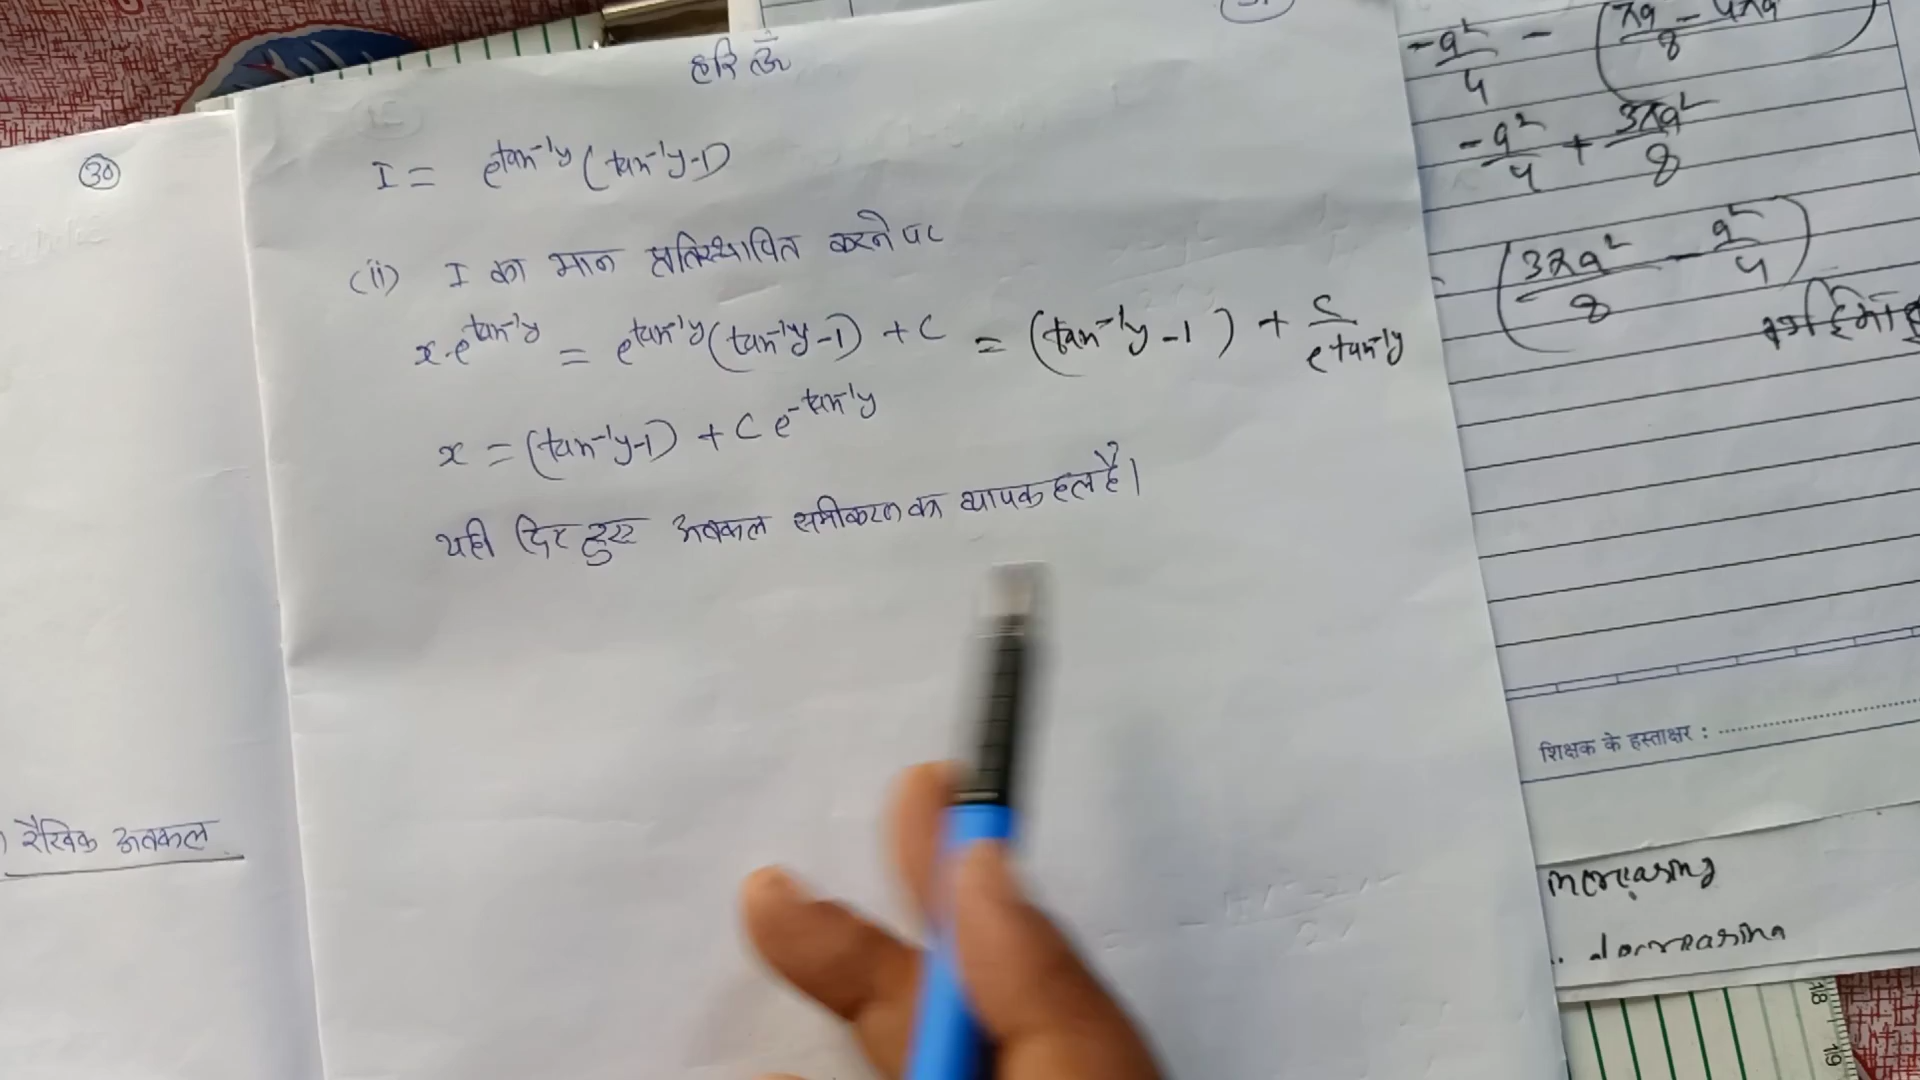 हरि ॐ
30
I = e^tan⁻¹y (tan⁻¹y-1)
(ii) I का मान प्रतिस्थापित करने पर
x.e^tan⁻¹y = e^tan⁻¹y (tan⁻¹y-1) + C = (tan⁻¹y-1) + C/e^tan⁻¹y
x = (tan⁻¹y-1) + C e^-tan⁻¹y
यही दिए हुए अवकल समीकरण का व्यापक हल है।
) रैखिक अवकल
-a²/4 -
-a²/4 + 3πa²/8
(3πa²/8 - a²/4)
शिक्षक के हस्ताक्षर : ....................
increasing
decreasing
18
19